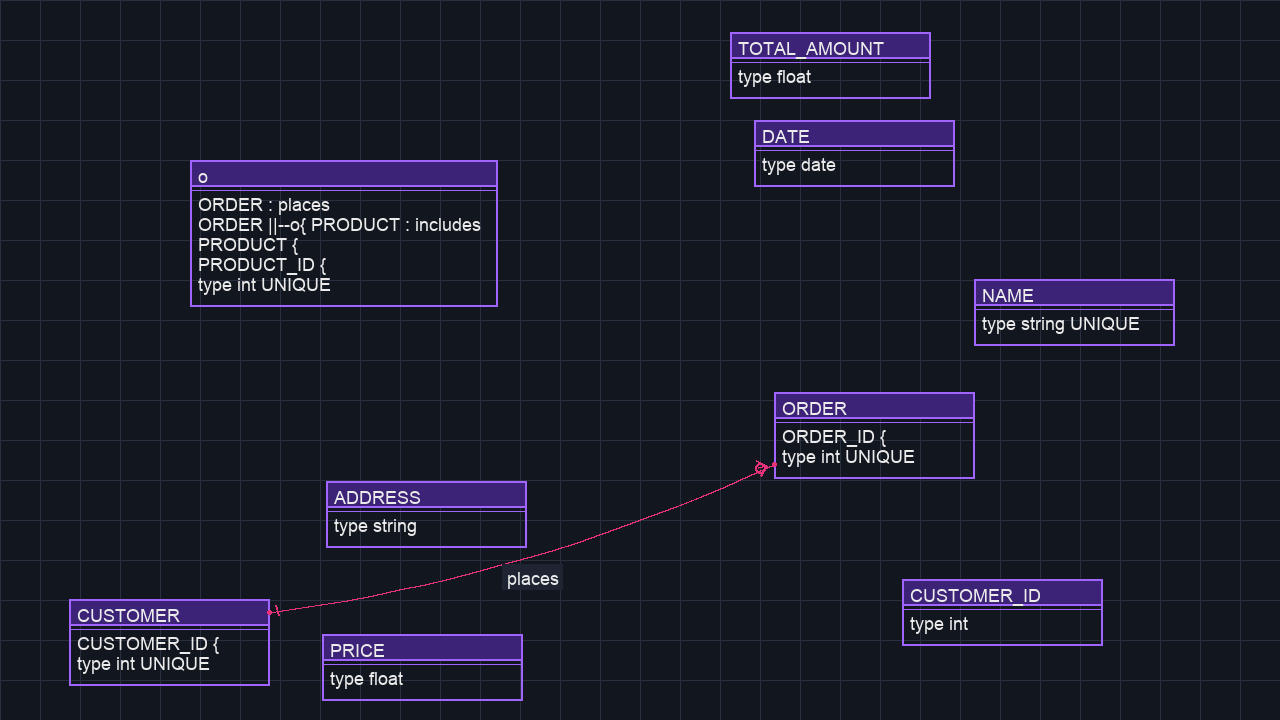 TOTAL_AMOUNT
type float
DATE
type date
o
ORDER : places
ORDER ||--o{ PRODUCT : includes
PRODUCT {
PRODUCT_ID {
type int UNIQUE
NAME
type string UNIQUE
ORDER
ORDER_ID {
type int UNIQUE
ADDRESS
type string
places
CUSTOMER_ID
type int
CUSTOMER
CUSTOMER_ID {
type int UNIQUE
PRICE
type float